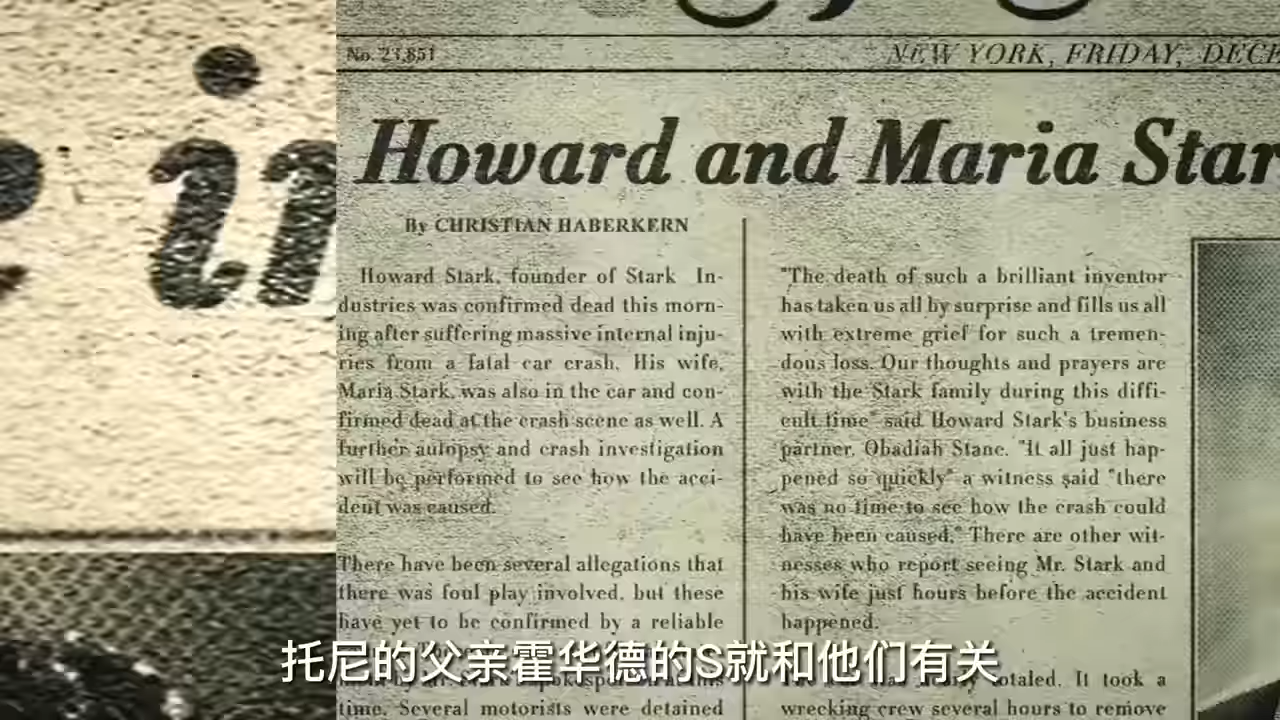 in
No. 23,851
NEW YORK, FRIDAY, DECE
Howard and Maria Star
By CHRISTIAN HABERKERN
Howard Stark, founder of Stark In-
dustries was confirmed dead this morn-
ing after suffering massive internal inju-
ries from a fatal car crash. His wife,
Maria Stark, was also in the car and con-
firmed dead at the crash scene as well. A
further autopsy and crash investigation
will be performed to see how the acci-
dent was caused.
There have been several allegations that
there was foul play involved, but these
have yet to be confirmed by a reliable
time. Several motorists were detained
"The death of such a brilliant inventor
has taken us all by surprise and fills us all
with extreme grief for such a tremen-
dous loss. Our thoughts and prayers are
with the Stark family during this diffi-
cult time" said Howard Stark's business
partner, Obadiah Stane. "It all just hap-
pened so quickly" a witness said "there
was no time to see how the crash could
have been caused." There are other wit-
nesses who report seeing Mr. Stark and
his wife just hours before the accident
happened.
totaled. It took a
wrecking crew several hours to remove
托尼的父亲霍华德的S就和他们有关